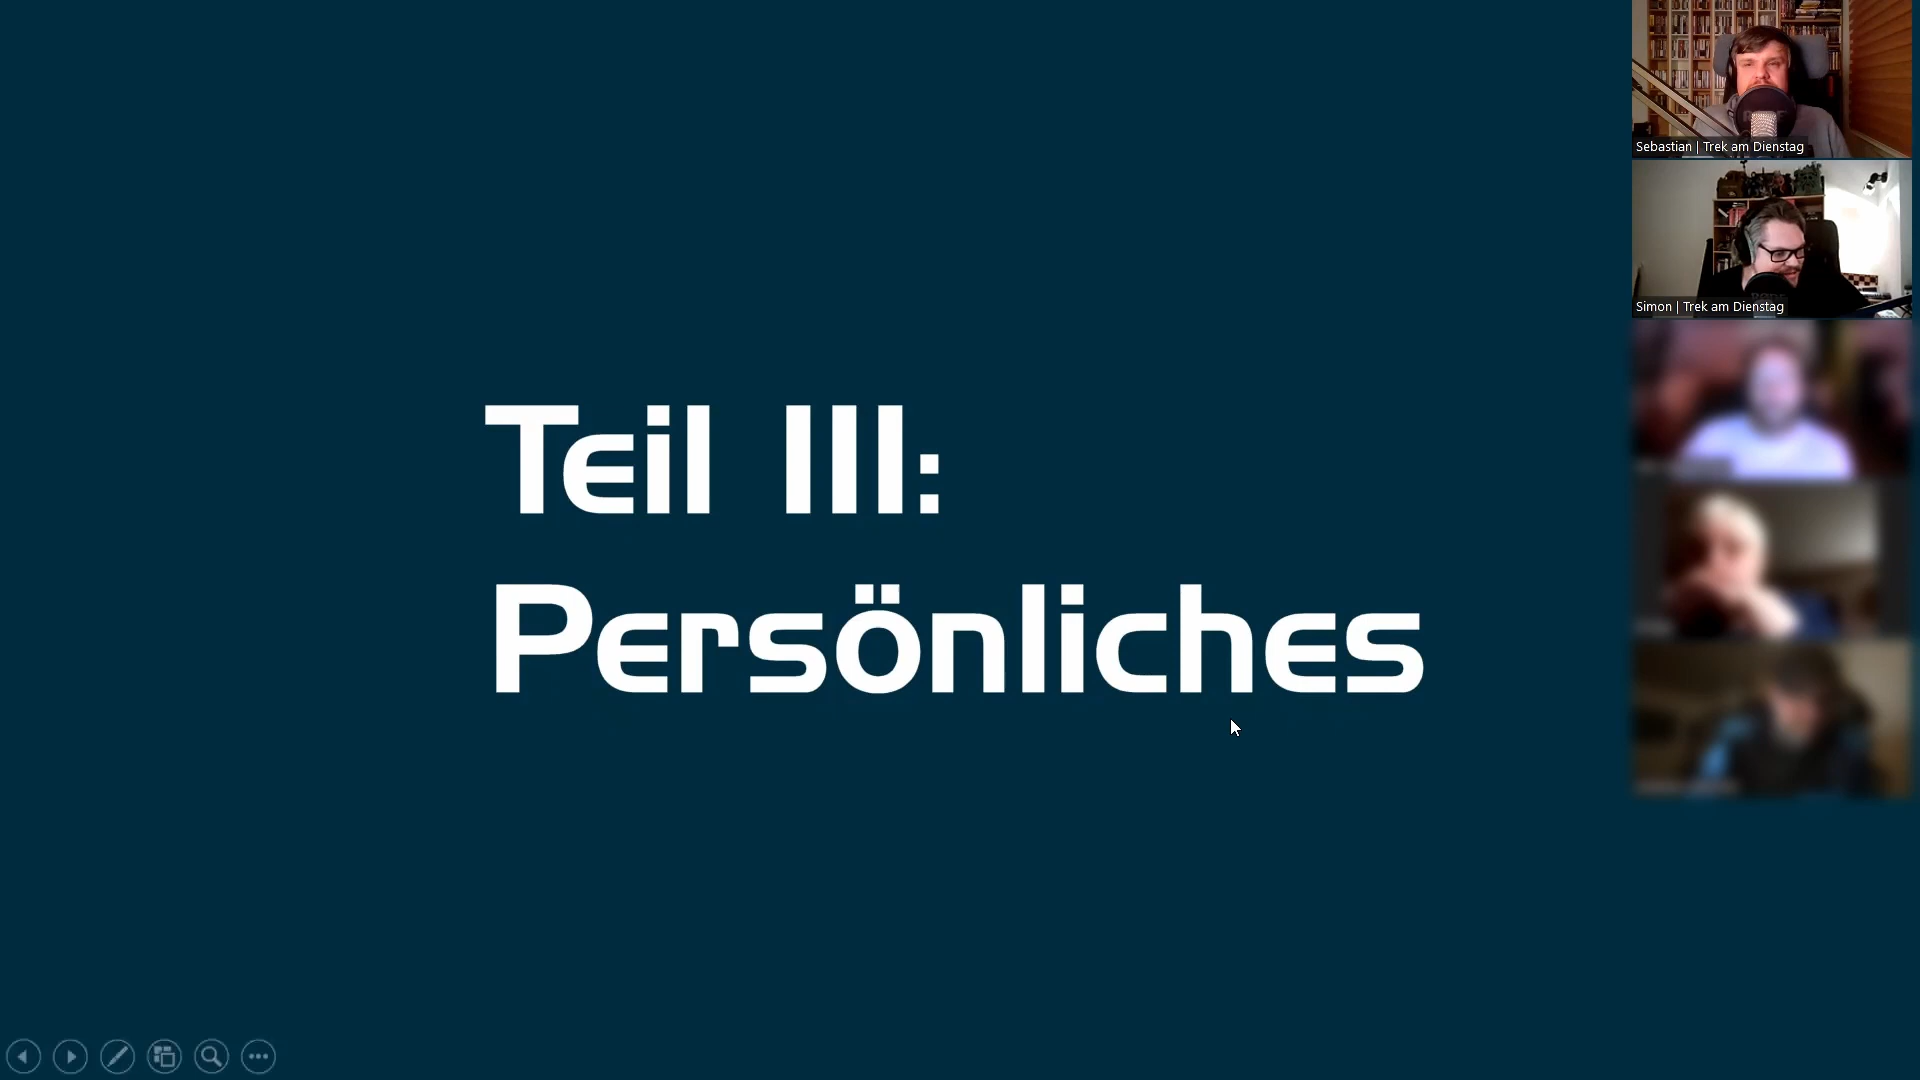 Teil III:
Persönliches
Sebastian | Trek am Dienstag
Simon | Trek am Dienstag